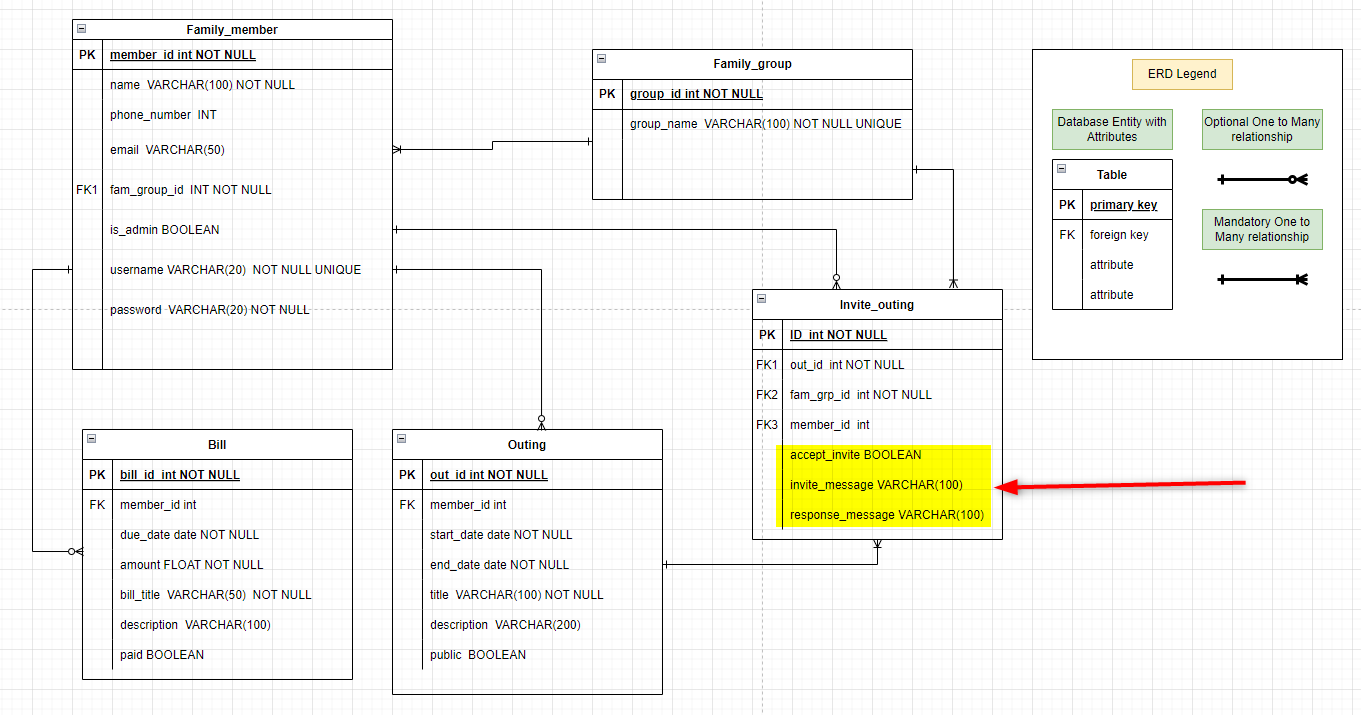 Family_member
PK member_id int NOT NULL
name VARCHAR(100) NOT NULL
phone_number INT
email VARCHAR(50)
FK1 fam_group_id INT NOT NULL
is_admin BOOLEAN
username VARCHAR(20) NOT NULL UNIQUE
password VARCHAR(20) NOT NULL
Family_group
PK group_id int NOT NULL
group_name VARCHAR(100) NOT NULL UNIQUE
ERD Legend
Database Entity with
Attributes
Optional One to Many
relationship
Table
PK primary key
FK foreign key
attribute
attribute
Mandatory One to
Many relationship
Invite_outing
PK ID int NOT NULL
FK1 out_id int NOT NULL
FK2 fam_grp_id int NOT NULL
FK3 member_id int
accept_invite BOOLEAN
invite_message VARCHAR(100)
response_message VARCHAR(100)
Bill
PK bill_id int NOT NULL
FK member_id int
due_date date NOT NULL
amount FLOAT NOT NULL
bill_title VARCHAR(50) NOT NULL
description VARCHAR(100)
paid BOOLEAN
Outing
PK out_id int NOT NULL
FK member_id int
start_date date NOT NULL
end_date date NOT NULL
title VARCHAR(100) NOT NULL
description VARCHAR(200)
public BOOLEAN